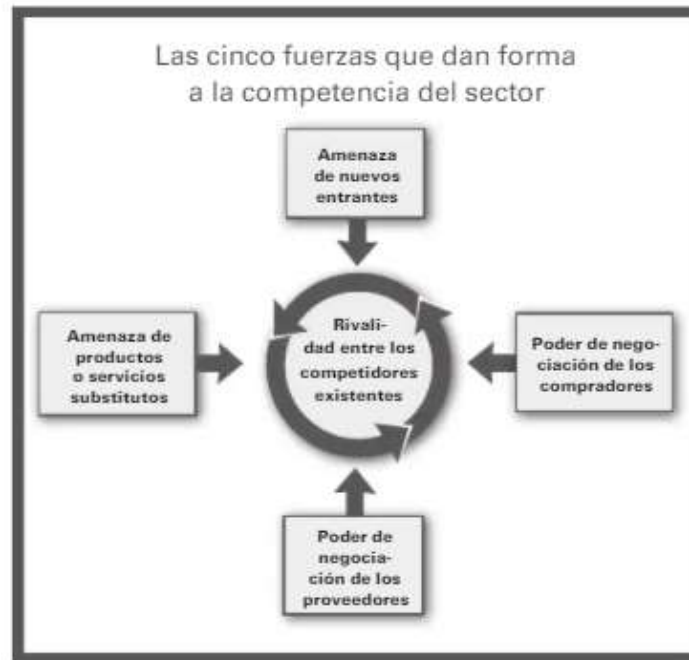 Las cinco fuerzas que dan forma
a la competencia del sector
Amenaza
de nuevos
entrantes
Amenaza de
productos
o servicios
substitutos
Rivali-
dad entre los
competidores
existentes
Poder de nego-
ciación de los
compradores
Poder de
negocia-
ción de los
proveedores